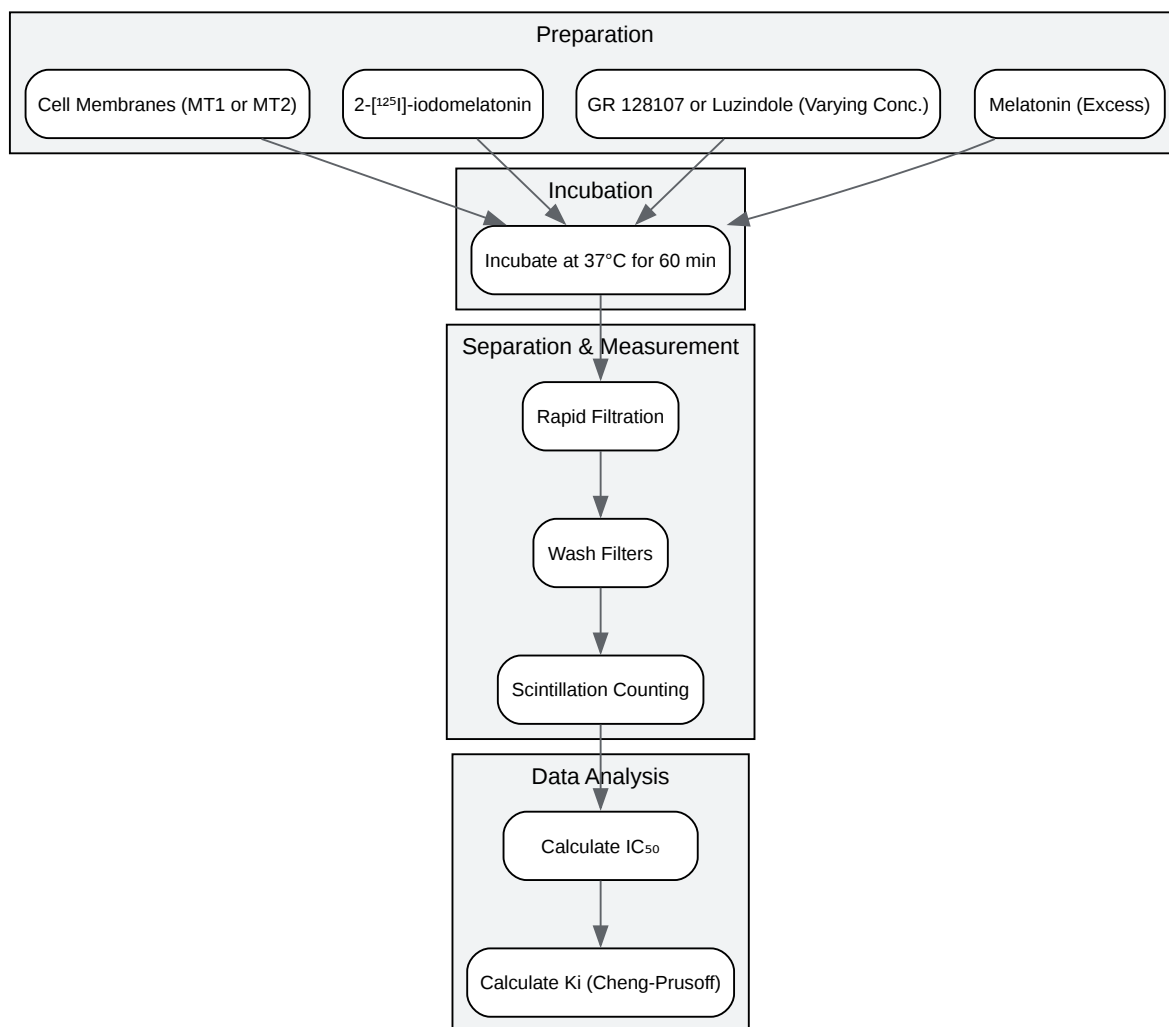 Preparation
Cell Membranes (MT1 or MT2)
2-[¹²⁵I]-iodomelatonin
GR 128107 or Luzindole (Varying Conc.)
Melatonin (Excess)
Incubation
Incubate at 37°C for 60 min
Separation & Measurement
Rapid Filtration
Wash Filters
Scintillation Counting
Data Analysis
Calculate IC₅₀
Calculate Ki (Cheng-Prusoff)